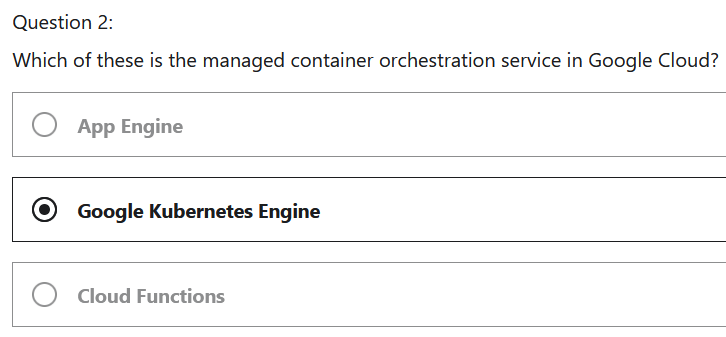 Question 2:
Which of these is the managed container orchestration service in Google Cloud?
App Engine
Google Kubernetes Engine
Cloud Functions